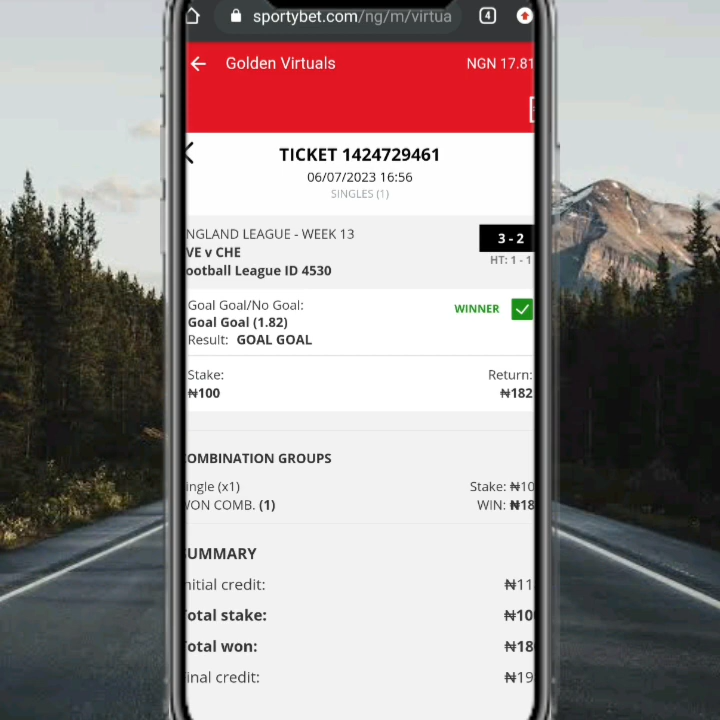 sportybet.com/ng/m/virtua 4
Golden Virtuals NGN 17.81
TICKET 1424729461
06/07/2023 16:56
SINGLES (1)
NGLAND LEAGUE - WEEK 13 3 - 2
VE v CHE HT: 1 - 1
ootball League ID 4530
Goal Goal/No Goal: WINNER
Goal Goal (1.82)
Result: GOAL GOAL
Stake: Return:
₦100 ₦182
OMBINATION GROUPS
ingle (x1) Stake: ₦10
WON COMB. (1) WIN: ₦18
UMMARY
nitial credit: ₦11
otal stake: ₦100
otal won: ₦18
inal credit: ₦19